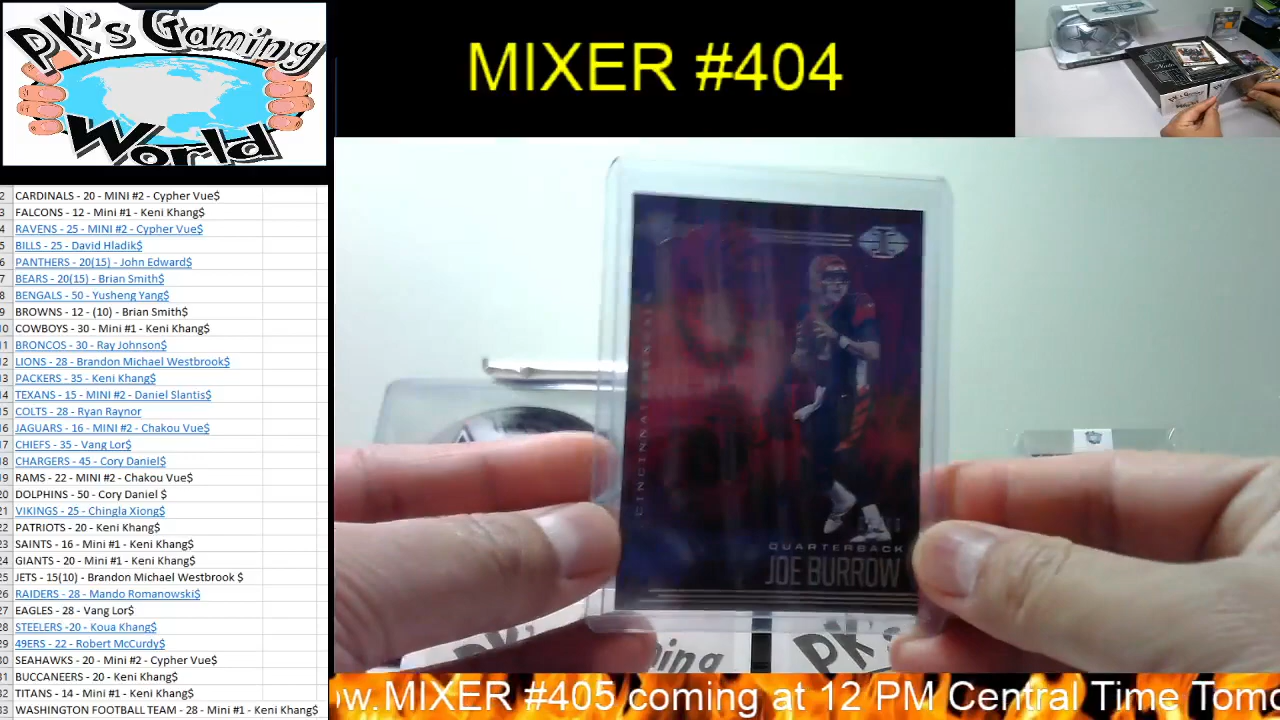 PK's Gaming
World
MIXER #404
2 CARDINALS - 20 - MINI #2 - Cypher Vue$
3 FALCONS - 12 - Mini #1 - Keni Khang$
4 RAVENS - 25 - MINI #2 - Cypher Vue$
5 BILLS - 25 - David Hladik$
6 PANTHERS - 20(15) - John Edward$
7 BEARS - 20(15) - Brian Smith$
8 BENGALS - 50 - Yusheng Yang$
9 BROWNS - 12 - (10) - Brian Smith$
10 COWBOYS - 30 - Mini #1 - Keni Khang$
11 BRONCOS - 30 - Ray Johnson$
12 LIONS - 28 - Brandon Michael Westbrook$
13 PACKERS - 35 - Keni Khang$
14 TEXANS - 15 - MINI #2 - Daniel Slantis$
15 COLTS - 28 - Ryan Raynor
16 JAGUARS - 16 - MINI #2 - Chakou Vue$
17 CHIEFS - 35 - Vang Lor$
18 CHARGERS - 45 - Cory Daniel$
19 RAMS - 22 - MINI #2 - Chakou Vue$
20 DOLPHINS - 50 - Cory Daniel $
21 VIKINGS - 25 - Chingla Xiong$
22 PATRIOTS - 20 - Keni Khang$
23 SAINTS - 16 - Mini #1 - Keni Khang$
24 GIANTS - 20 - Mini #1 - Keni Khang$
25 JETS - 15(10) - Brandon Michael Westbrook $
26 RAIDERS - 28 - Mando Romanowski$
27 EAGLES - 28 - Vang Lor$
28 STEELERS -20 - Koua Khang$
29 49ERS - 22 - Robert McCurdy$
30 SEAHAWKS - 20 - Mini #2 - Cypher Vue$
31 BUCCANEERS - 20 - Keni Khang$
32 TITANS - 14 - Mini #1 - Keni Khang$
33 WASHINGTON FOOTBALL TEAM - 28 - Mini #1 - Keni Khang$
CINCINNATI BENGALS
QUARTERBACK
JOE BURROW
PK's
ming
PK's
ow.MIXER #405 coming at 12 PM Central Time Tomo